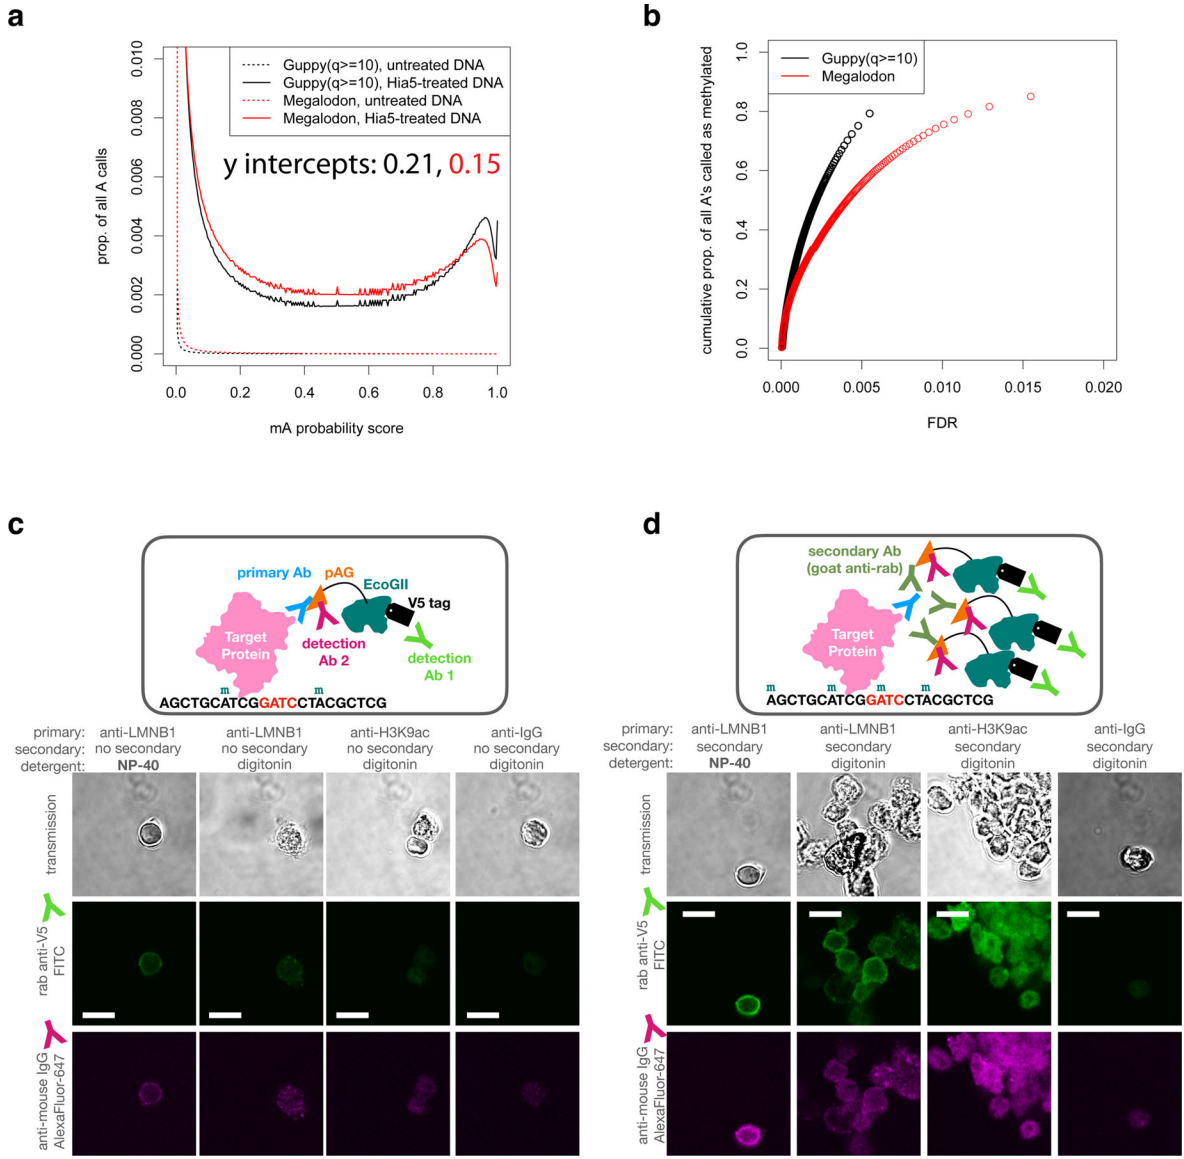 a
0.010
0.008
0.006
0.004
0.002
0.000
prop. of all A calls
Guppy(q>=10), untreated DNA
Guppy(q>=10), Hia5-treated DNA
Megalodon, untreated DNA
Megalodon, Hia5-treated DNA
y intercepts: 0.21, 0.15
0.0 0.2 0.4 0.6 0.8 1.0
mA probability score
b
1.0
0.8
0.6
0.4
0.2
0.0
cumulative prop. of all A's called as methylated
Guppy(q>=10)
Megalodon
0.000 0.005 0.010 0.015 0.020
FDR
c
primary Ab pAG
EcoGII
V5 tag
Target
Protein
detection
Ab 2
detection
Ab 1
m m
AGCTGCATCGGATCCTACGCTCG
primary: anti-LMNB1 anti-LMNB1 anti-H3K9ac anti-IgG
secondary: no secondary no secondary no secondary no secondary
detergent: NP-40 digitonin digitonin digitonin
transmission
rab anti-V5
FITC
anti-mouse IgG
AlexaFluor-647
d
secondary Ab
(goat anti-rab)
Target
Protein
m m m m
AGCTGCATCGGATCCTACGCTCG
primary: anti-LMNB1 anti-LMNB1 anti-H3K9ac anti-IgG
secondary: secondary secondary secondary secondary
detergent: NP-40 digitonin digitonin digitonin
transmission
rab anti-V5
FITC
anti-mouse IgG
AlexaFluor-647